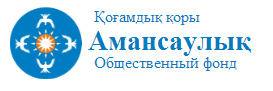 Қоғамдық қоры
Амансаулық
Общественный фонд